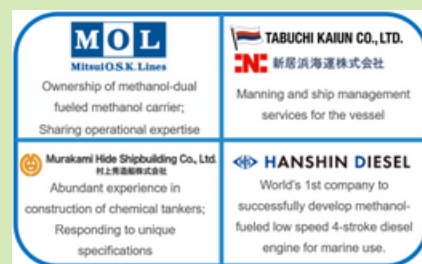 MOL
Mitsui O.S.K. Lines
Ownership of methanol-dual
fueled methanol carrier;
Sharing operational expertise
TABUCHI KAIUN CO., LTD.
新居浜海運株式会社
Manning and ship management
services for the vessel
Murakami Hide Shipbuilding Co., Ltd.
村上秀造船株式会社
Abundant experience in
construction of chemical tankers;
Responding to unique
specifications
HANSHIN DIESEL
World's 1st company to
successfully develop methanol-
fueled low speed 4-stroke diesel
engine for marine use.